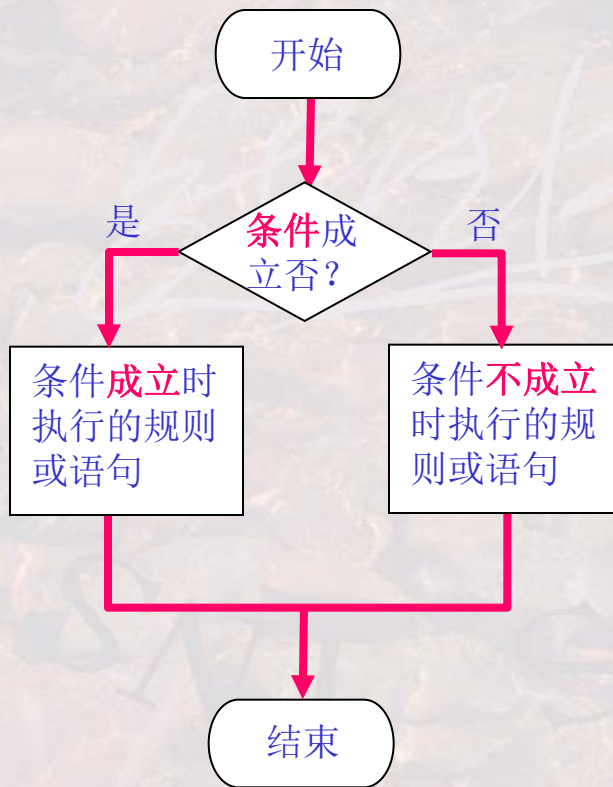 开始
是
否
条件成
立否？
条件成立时
执行的规则
或语句
条件不成立
时执行的规
则或语句
结束